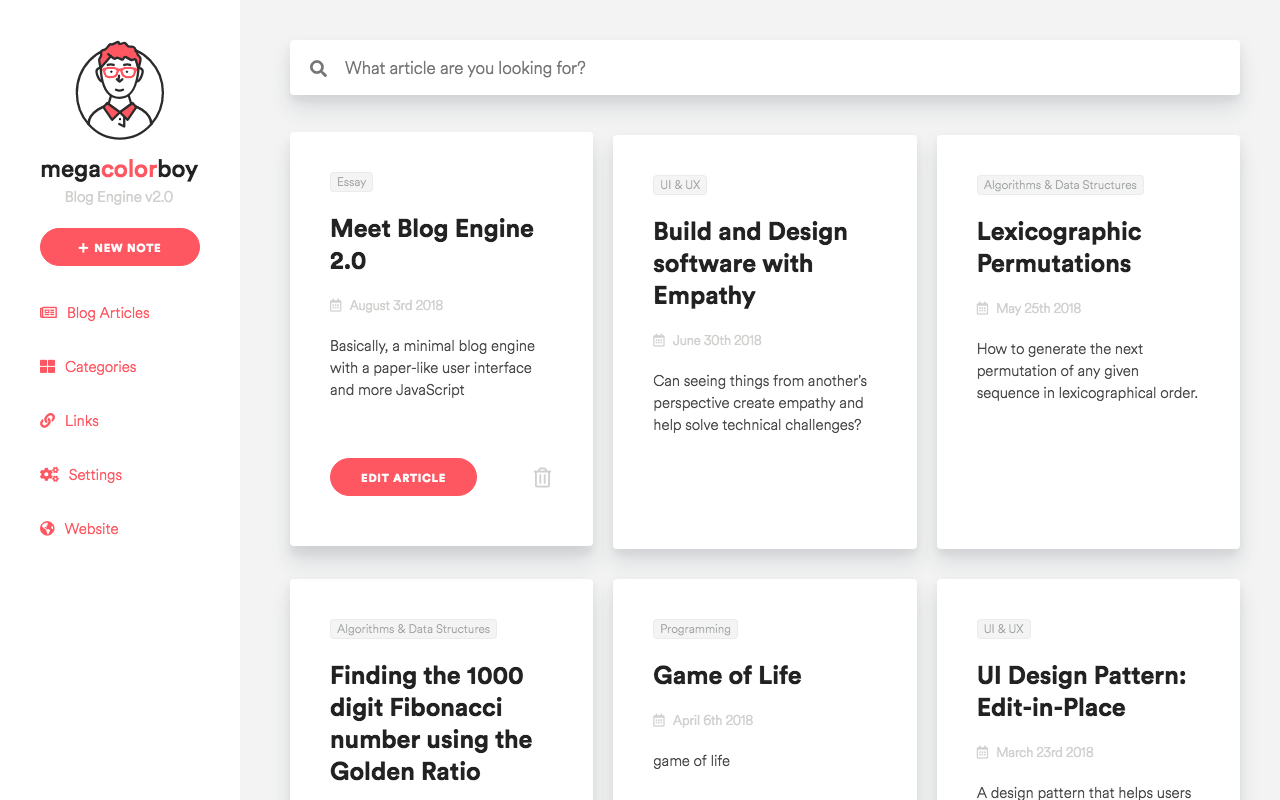 megacolorboy
Blog Engine v2.0
NEW NOTE
Blog Articles
Categories
Links
Settings
Website
What article are you looking for?
Essay
Meet Blog Engine
2.0
August 3rd 2018
Basically, a minimal blog engine
with a paper-like user interface
and more JavaScript
EDIT ARTICLE
UI & UX
Build and Design
software with
Empathy
June 30th 2018
Can seeing things from another's
perspective create empathy and
help solve technical challenges?
Algorithms & Data Structures
Lexicographic
Permutations
May 25th 2018
How to generate the next
permutation of any given
sequence in lexicographical order.
Algorithms & Data Structures
Finding the 1000
digit Fibonacci
number using the
Golden Ratio
Programming
Game of Life
April 6th 2018
game of life
UI & UX
UI Design Pattern:
Edit-in-Place
March 23rd 2018
A design pattern that helps users